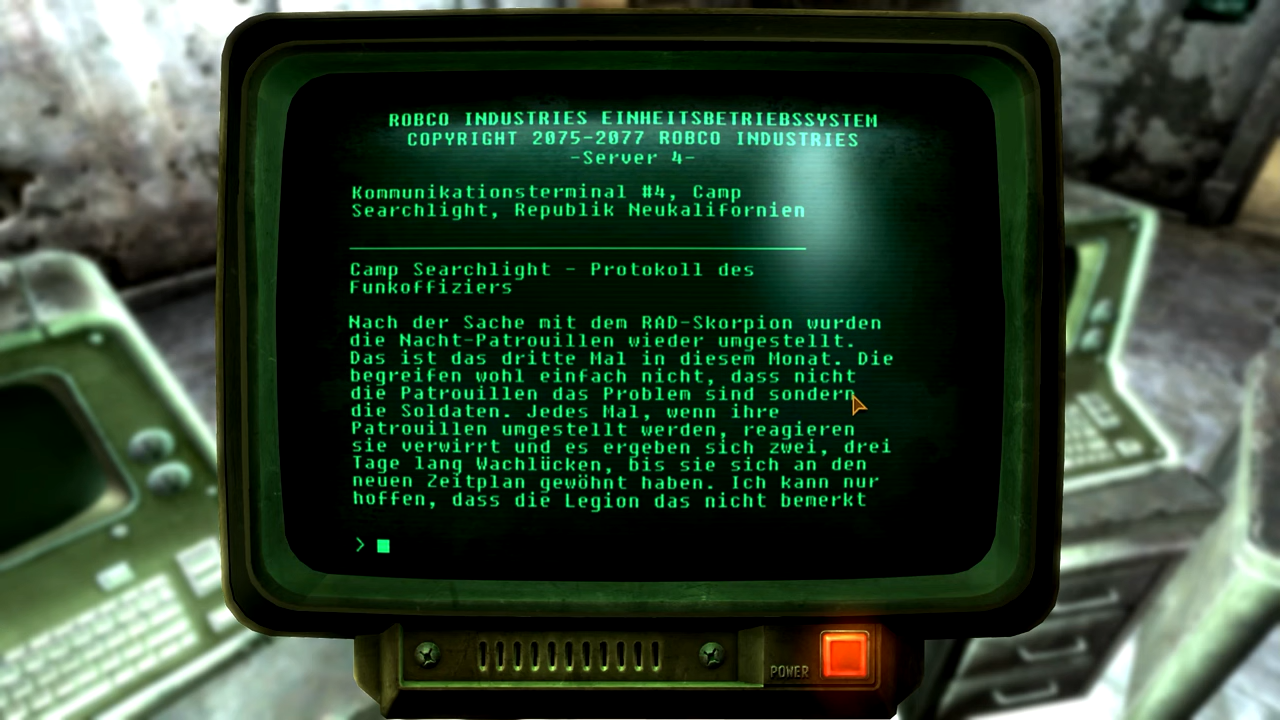 ROBCO INDUSTRIES EINHEITSBETRIEBSSYSTEM
COPYRIGHT 2075-2077 ROBCO INDUSTRIES
-Server 4-
Kommunikationsterminal #4, Camp
Searchlight, Republik Neukalifornien
Camp Searchlight - Protokoll des
Funkoffiziers
Nach der Sache mit dem RAD-Skorpion wurden
die Nacht-Patrouillen wieder umgestellt.
Das ist das dritte Mal in diesem Monat. Die
begreifen wohl einfach nicht, dass nicht
die Patrouillen das Problem sind sondern
die Soldaten. Jedes Mal, wenn ihre
Patrouillen umgestellt werden, reagieren
sie verwirrt und es ergeben sich zwei, drei
Tage lang Wachlücken, bis sie sich an den
neuen Zeitplan gewöhnt haben. Ich kann nur
hoffen, dass die Legion das nicht bemerkt
>
POWER